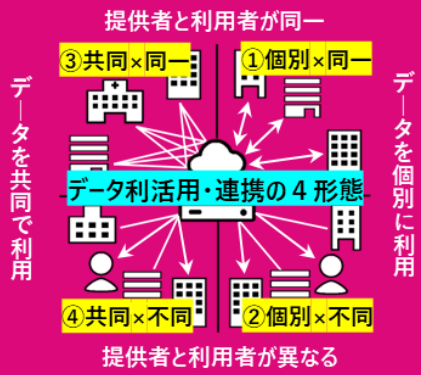 提供者と利用者が同一
③共同×同一
①個別×同一
データを共同で利用
データを個別に利用
データ利活用・連携の4形態
④共同×不同
②個別×不同
提供者と利用者が異なる